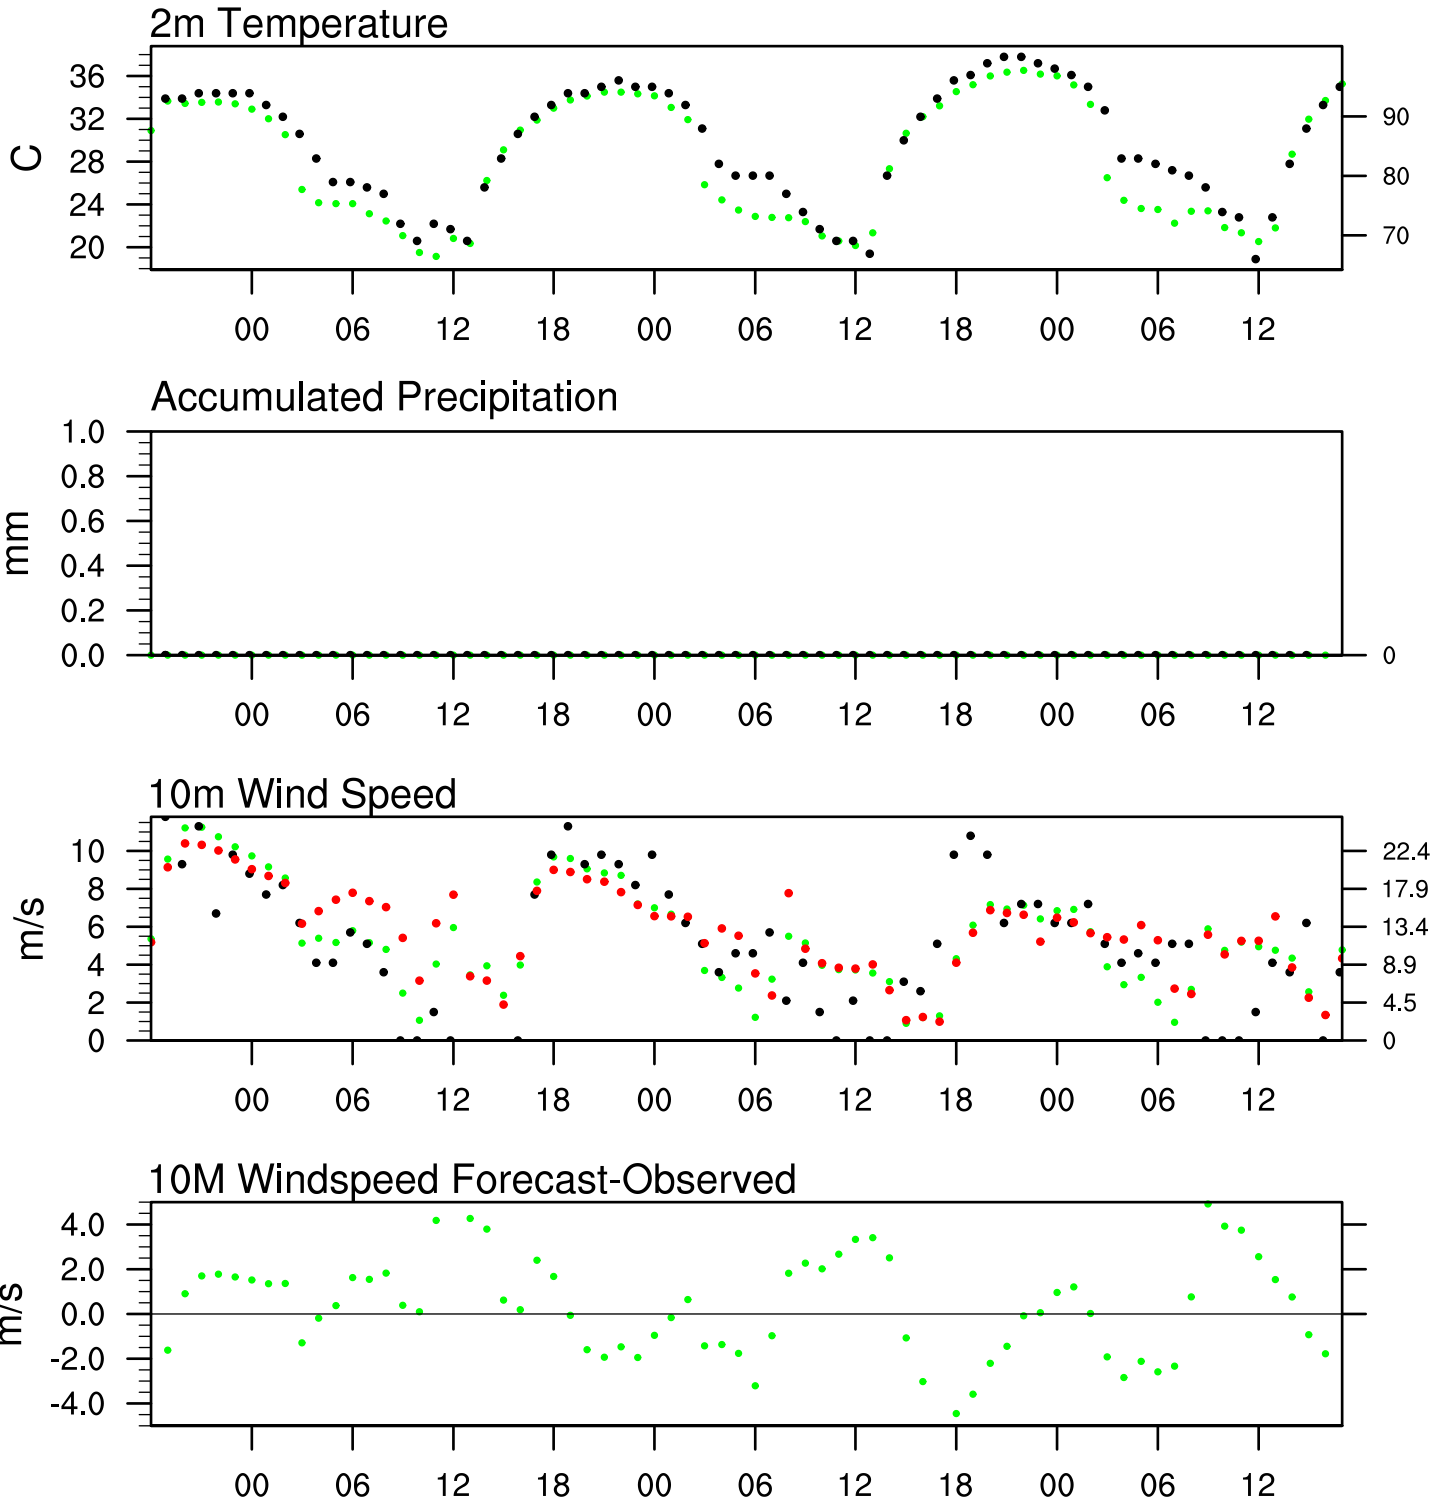 2m Temperature
C
36
32
28
24
20
90
80
70
00 06 12 18 00 06 12 18 00 06 12
Accumulated Precipitation
mm
1.0
0.8
0.6
0.4
0.2
0.0
0
00 06 12 18 00 06 12 18 00 06 12
10m Wind Speed
m/s
10
8
6
4
2
0
22.4
17.9
13.4
8.9
4.5
0
00 06 12 18 00 06 12 18 00 06 12
10M Windspeed Forecast-Observed
m/s
4.0
2.0
0.0
-2.0
-4.0
00 06 12 18 00 06 12 18 00 06 12